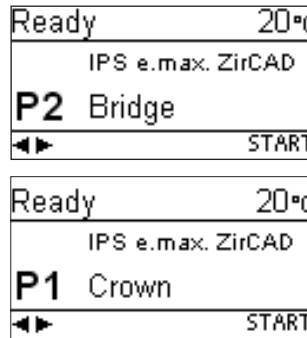 Ready 20°c
IPS e.max. ZirCAD
P2 Bridge
◄► START
Ready 20°c
IPS e.max. ZirCAD
P1 Crown
◄► START